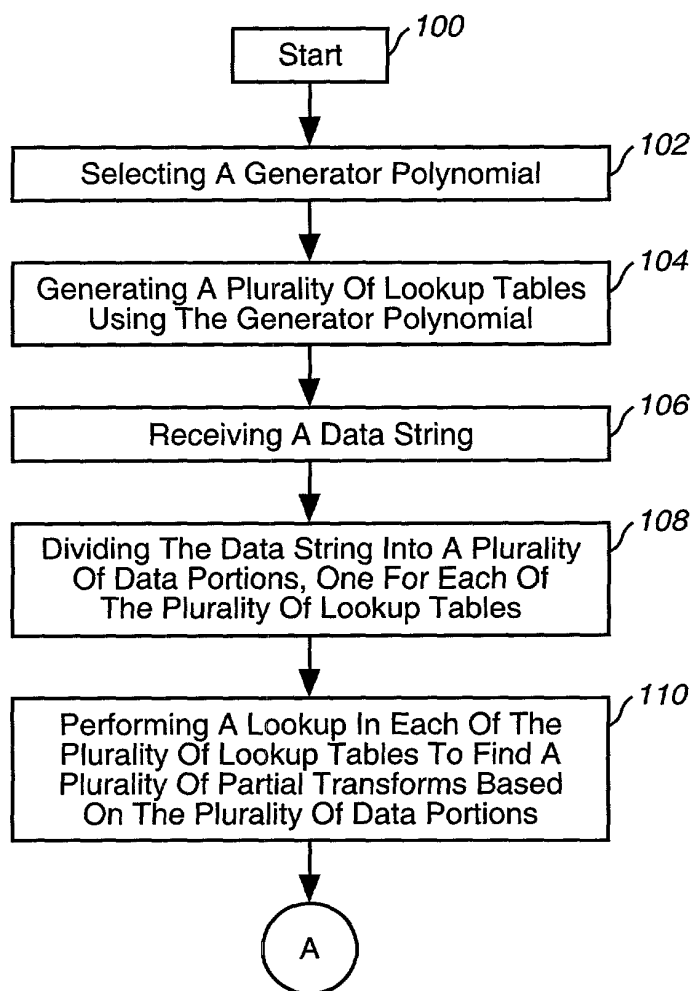 100
Start
102
Selecting A Generator Polynomial
104
Generating A Plurality Of Lookup Tables
Using The Generator Polynomial
106
Receiving A Data String
108
Dividing The Data String Into A Plurality
Of Data Portions, One For Each Of
The Plurality Of Lookup Tables
110
Performing A Lookup In Each Of The
Plurality Of Lookup Tables To Find A
Plurality Of Partial Transforms Based
On The Plurality Of Data Portions
A